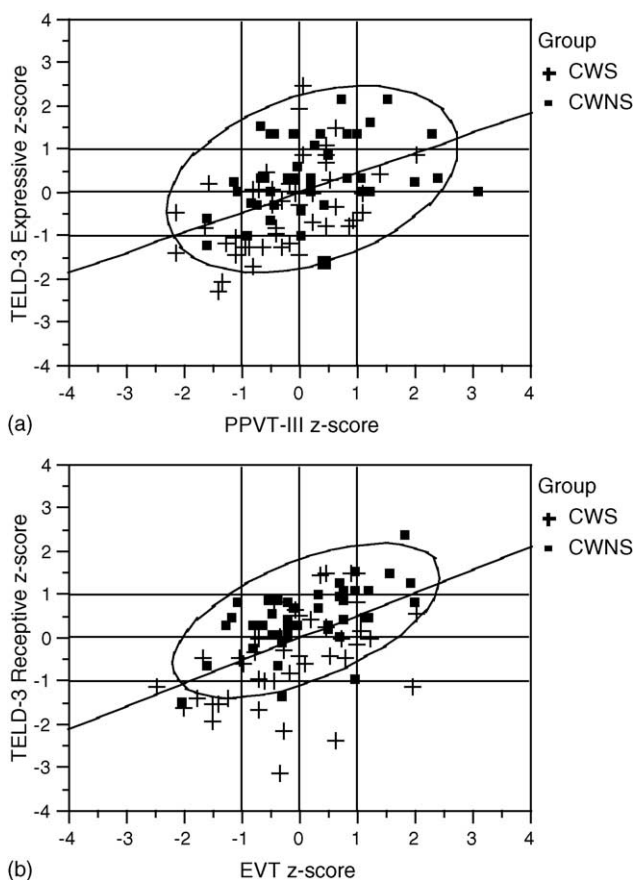 4
3
2
1
0
-1
-2
-3
-4
TELD-3 Expressive z-score
-4 -3 -2 -1 0 1 2 3 4
PPVT-III z-score
(a)
Group
CWS
CWNS
4
3
2
1
0
-1
-2
-3
-4
TELD-3 Receptive z-score
-4 -3 -2 -1 0 1 2 3 4
EVT z-score
(b)
Group
CWS
CWNS